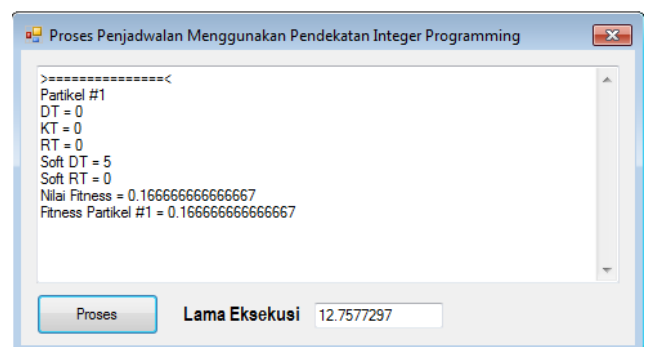 Proses Penjadwalan Menggunakan Pendekatan Integer Programming
>===============<
Partikel #1
DT = 0
KT = 0
RT = 0
Soft DT = 5
Soft RT = 0
Nilai Fitness = 0.166666666666667
Fitness Partikel #1 = 0.166666666666667
Proses Lama Eksekusi 12.7577297